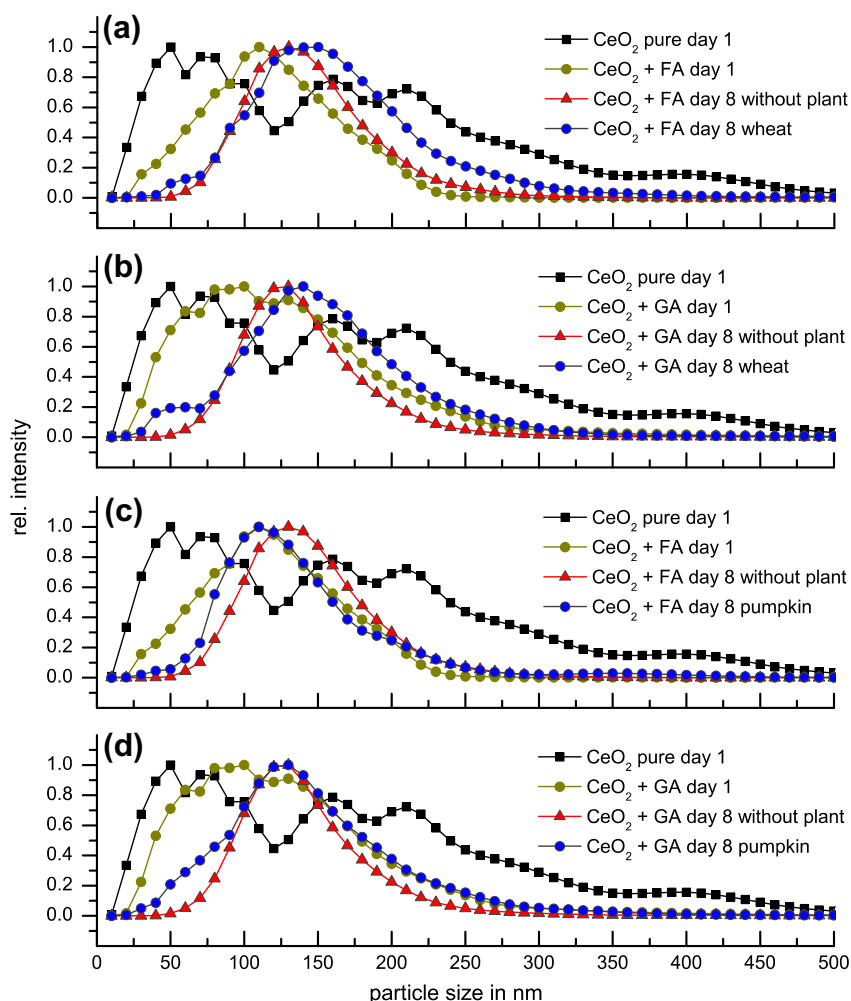 (a)
CeO₂ pure day 1
CeO₂ + FA day 1
CeO₂ + FA day 8 without plant
CeO₂ + FA day 8 wheat
1.0
0.8
0.6
0.4
0.2
0.0
(b)
CeO₂ pure day 1
CeO₂ + GA day 1
CeO₂ + GA day 8 without plant
CeO₂ + GA day 8 wheat
1.0
0.8
0.6
0.4
0.2
0.0
rel. intensity
(c)
CeO₂ pure day 1
CeO₂ + FA day 1
CeO₂ + FA day 8 without plant
CeO₂ + FA day 8 pumpkin
1.0
0.8
0.6
0.4
0.2
0.0
(d)
CeO₂ pure day 1
CeO₂ + GA day 1
CeO₂ + GA day 8 without plant
CeO₂ + GA day 8 pumpkin
1.0
0.8
0.6
0.4
0.2
0.0
0 50 100 150 200 250 300 350 400 450 500
particle size in nm